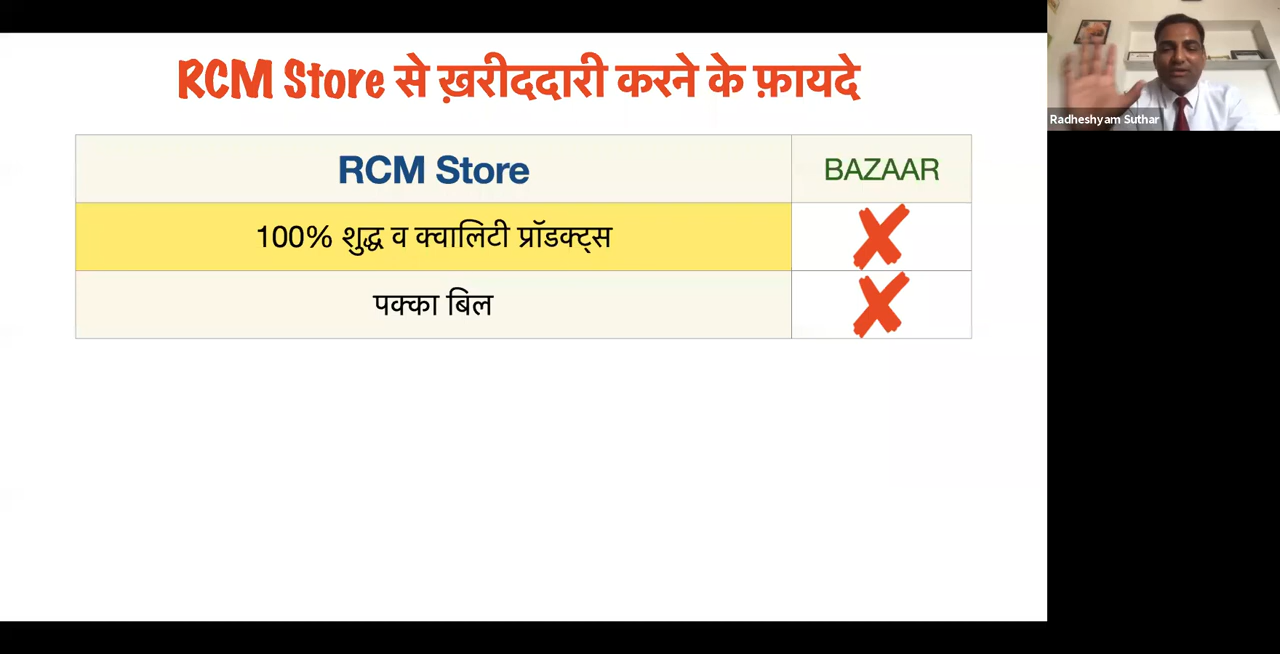 RCM Store से ख़रीददारी करने के फ़ायदे
RCM Store
BAZAAR
100% शुद्ध व क्वालिटी प्रॉडक्ट्स
पक्का बिल
Radheshyam Suthar